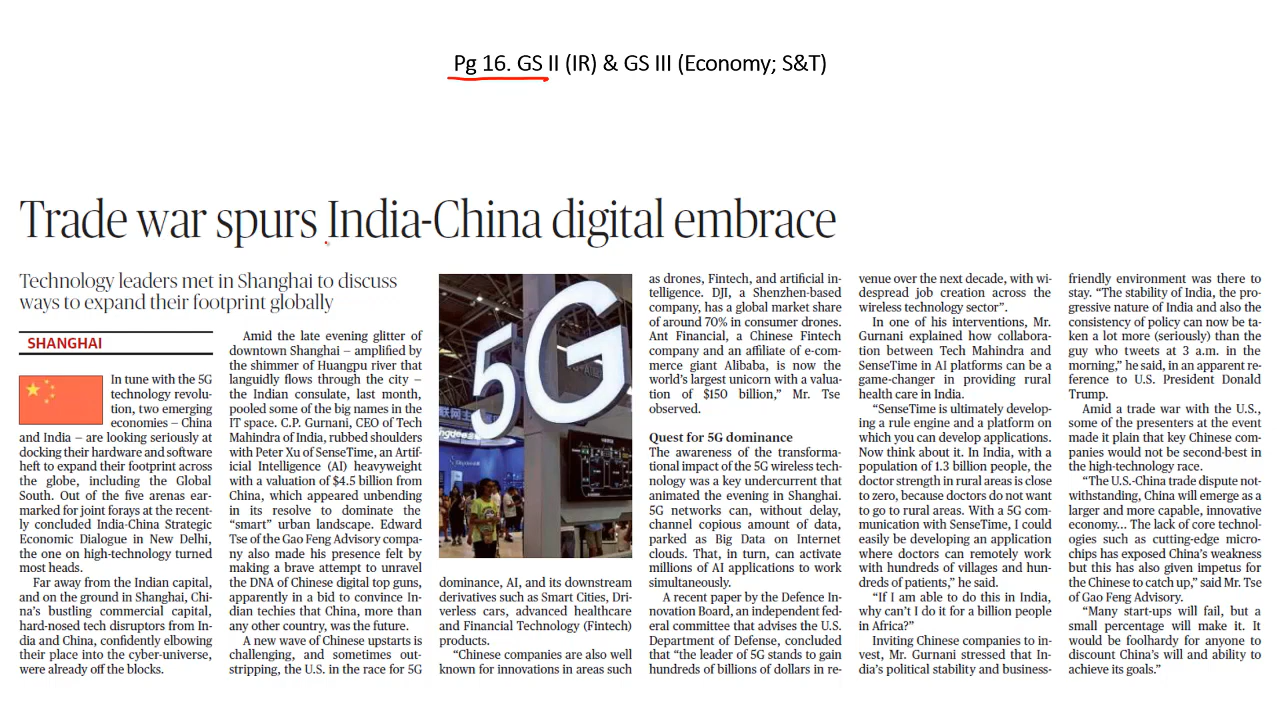 Pg 16. GS II (IR) & GS III (Economy; S&T)
Trade war spurs India-China digital embrace
Technology leaders met in Shanghai to discuss
ways to expand their footprint globally
SHANGHAI
In tune with the 5G
technology revolu-
tion, two emerging
economies – China
and India – are looking seriously at
docking their hardware and software
heft to expand their footprint across
the globe, including the Global
South. Out of the five arenas ear-
marked for joint forays at the recent-
ly concluded India-China Strategic
Economic Dialogue in New Delhi,
the one on high-technology turned
most heads.
Far away from the Indian capital,
and on the ground in Shanghai, Chi-
na's bustling commercial capital,
hard-nosed tech disruptors from In-
dia and China, confidently elbowing
their place into the cyber-universe,
were already off the blocks.
Amid the late evening glitter of
downtown Shanghai – amplified by
the shimmer of Huangpu river that
languidly flows through the city –
the Indian consulate, last month,
pooled some of the big names in the
IT space. C.P. Gurnani, CEO of Tech
Mahindra of India, rubbed shoulders
with Peter Xu of SenseTime, an Artif-
icial Intelligence (AI) heavyweight
with a valuation of $4.5 billion from
China, which appeared unbending
in its resolve to dominate the
“smart” urban landscape. Edward
Tse of the Gao Feng Advisory compa-
ny also made his presence felt by
making a brave attempt to unravel
the DNA of Chinese digital top guns,
apparently in a bid to convince In-
dian techies that China, more than
any other country, was the future.
A new wave of Chinese upstarts is
challenging, and sometimes out-
stripping, the U.S. in the race for 5G
5G
dominance, AI, and its downstream
derivatives such as Smart Cities, Dri-
verless cars, advanced healthcare
and Financial Technology (Fintech)
products.
“Chinese companies are also well
known for innovations in areas such
as drones, Fintech, and artificial in-
telligence. DJI, a Shenzhen-based
company, has a global market share
of around 70% in consumer drones.
Ant Financial, a Chinese Fintech
company and an affiliate of e-com-
merce giant Alibaba, is now the
world's largest unicorn with a valua-
tion of $150 billion,” Mr. Tse
observed.
Quest for 5G dominance
The awareness of the transforma-
tional impact of the 5G wireless tech-
nology was a key undercurrent that
animated the evening in Shanghai.
5G networks can, without delay,
channel copious amount of data,
parked as Big Data on Internet
clouds. That, in turn, can activate
millions of AI applications to work
simultaneously.
A recent paper by the Defence In-
novation Board, an independent fed-
eral committee that advises the U.S.
Department of Defense, concluded
that “the leader of 5G stands to gain
hundreds of billions of dollars in re-
venue over the next decade, with wi-
despread job creation across the
wireless technology sector”.
In one of his interventions, Mr.
Gurnani explained how collabora-
tion between Tech Mahindra and
SenseTime in AI platforms can be a
game-changer in providing rural
health care in India.
“SenseTime is ultimately develop-
ing a rule engine and a platform on
which you can develop applications.
Now think about it. In India, with a
population of 1.3 billion people, the
doctor strength in rural areas is close
to zero, because doctors do not want
to go to rural areas. With a 5G com-
munication with SenseTime, I could
easily be developing an application
where doctors can remotely work
with hundreds of villages and hun-
dreds of patients,” he said.
“If I am able to do this in India,
why can't I do it for a billion people
in Africa?”
Inviting Chinese companies to in-
vest, Mr. Gurnani stressed that In-
dia's political stability and business-
friendly environment was there to
stay. “The stability of India, the pro-
gressive nature of India and also the
consistency of policy can now be ta-
ken a lot more (seriously) than the
guy who tweets at 3 a.m. in the
morning,” he said, in an apparent re-
ference to U.S. President Donald
Trump.
Amid a trade war with the U.S.,
some of the presenters at the event
made it plain that key Chinese com-
panies would not be second-best in
the high-technology race.
“The U.S.-China trade dispute not-
withstanding, China will emerge as a
larger and more capable, innovative
economy... The lack of core technol-
ogies such as cutting-edge micro-
chips has exposed China's weakness
but this has also given impetus for
the Chinese to catch up,” said Mr. Tse
of Gao Feng Advisory.
“Many start-ups will fail, but a
small percentage will make it. It
would be foolhardy for anyone to
discount China's will and ability to
achieve its goals.”